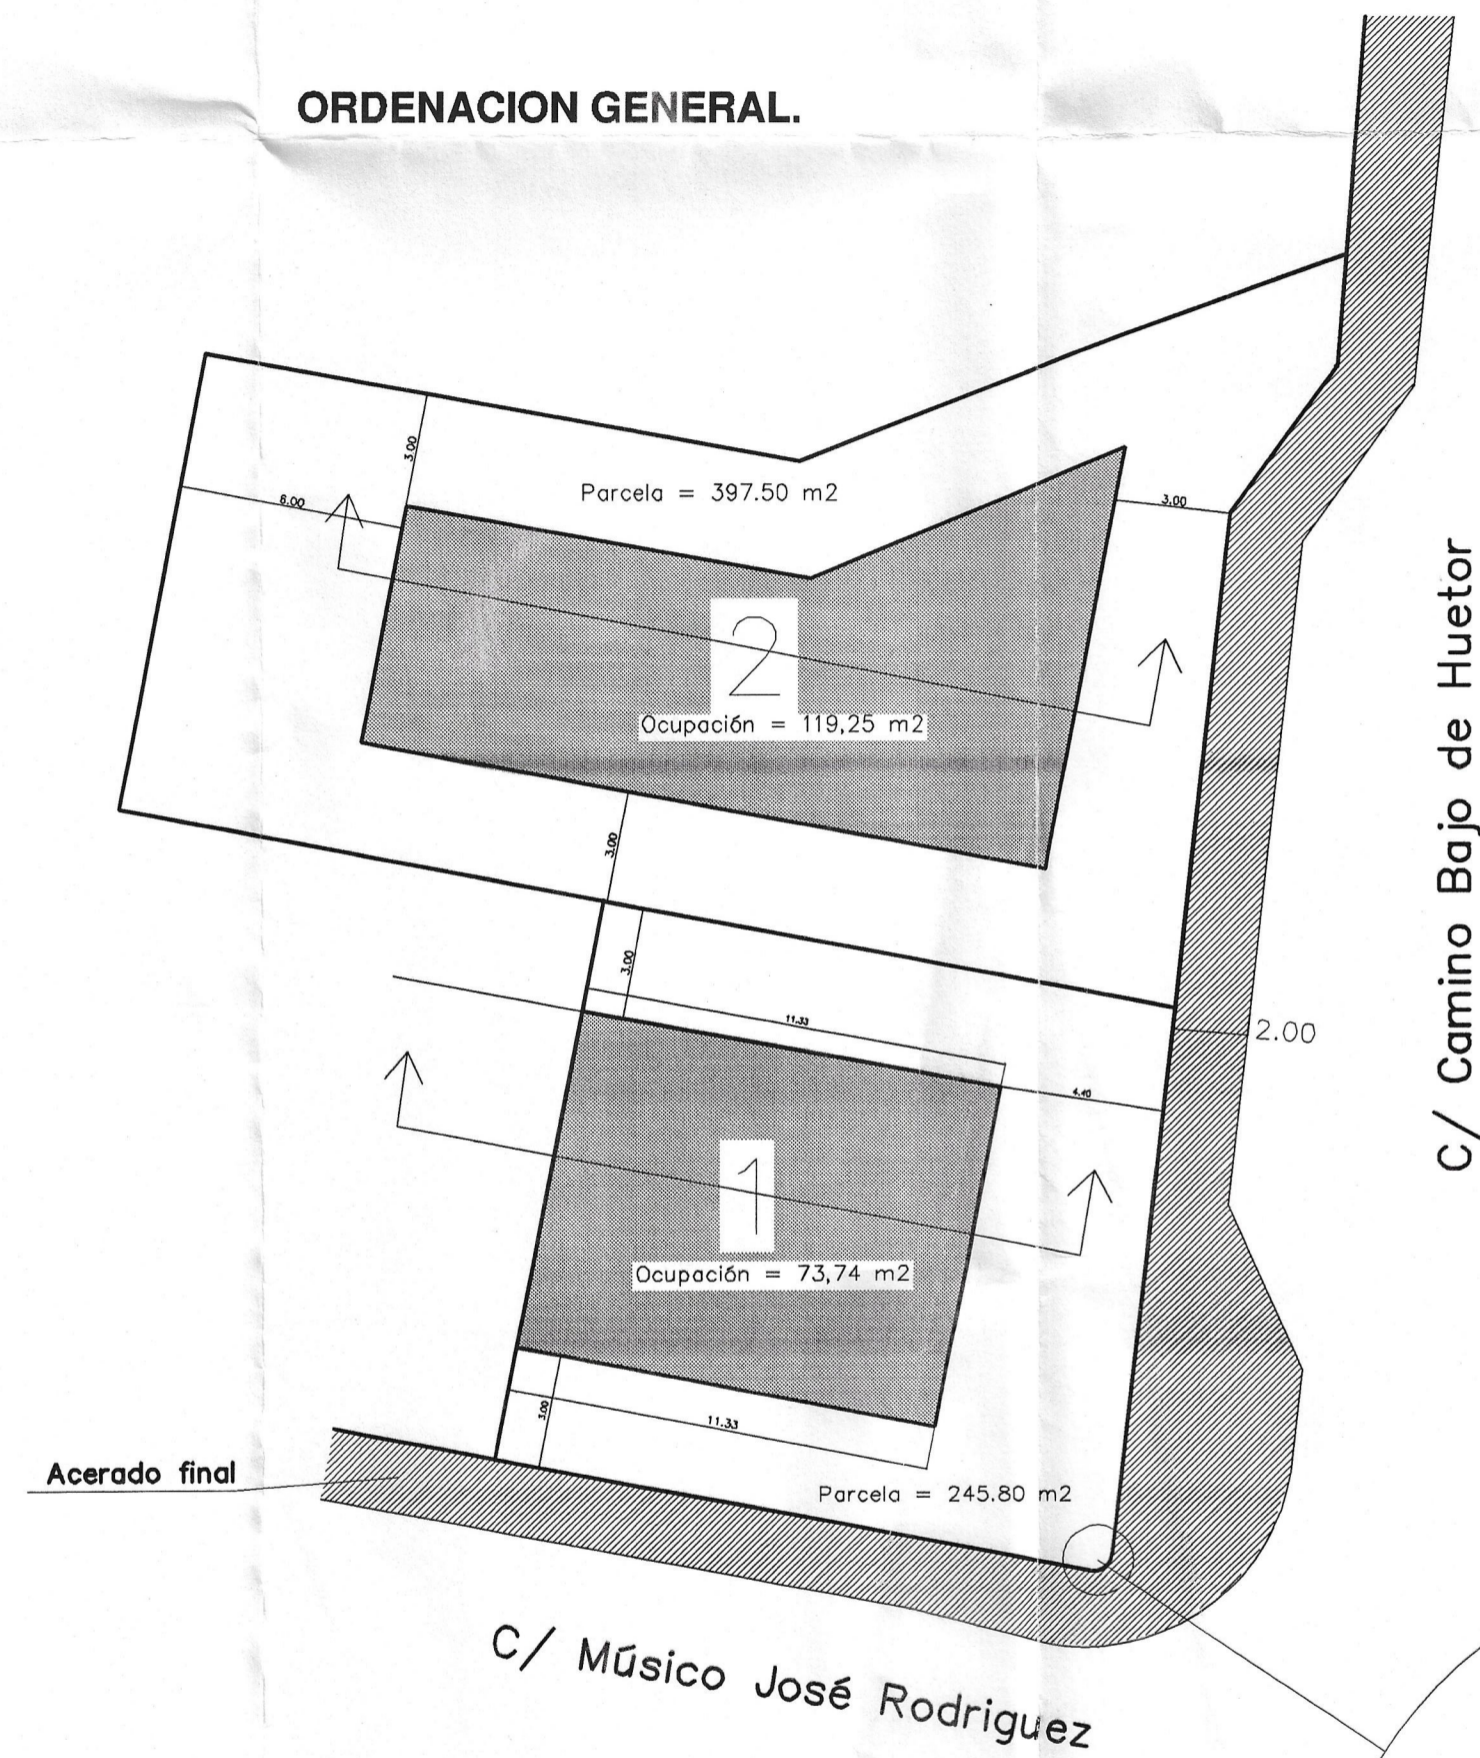 ORDENACION GENERAL.
3.00
Parcela = 397.50 m2
6.00
3.00
2
Ocupación = 119,25 m2
C/ Camino Bajo de Huetor
3.00
3.00
11.33
2.00
4.40
1
Ocupación = 73,74 m2
3.00
11.33
Acerado final
Parcela = 245.80 m2
C/ Músico José Rodriguez